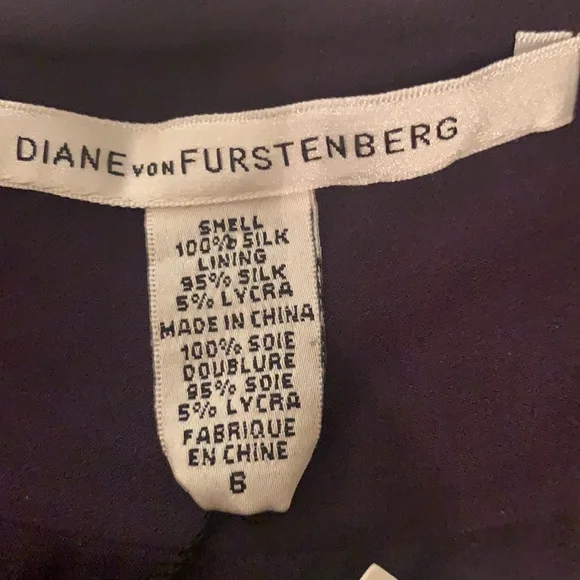 DIANE VON FURSTENBERG
SHELL
100% SILK
LINING
95% SILK
5% LYCRA
MADE IN CHINA
100% SOIE
DOUBLURE
95% SOIE
5% LYCRA
FABRIQUE
EN CHINE
6